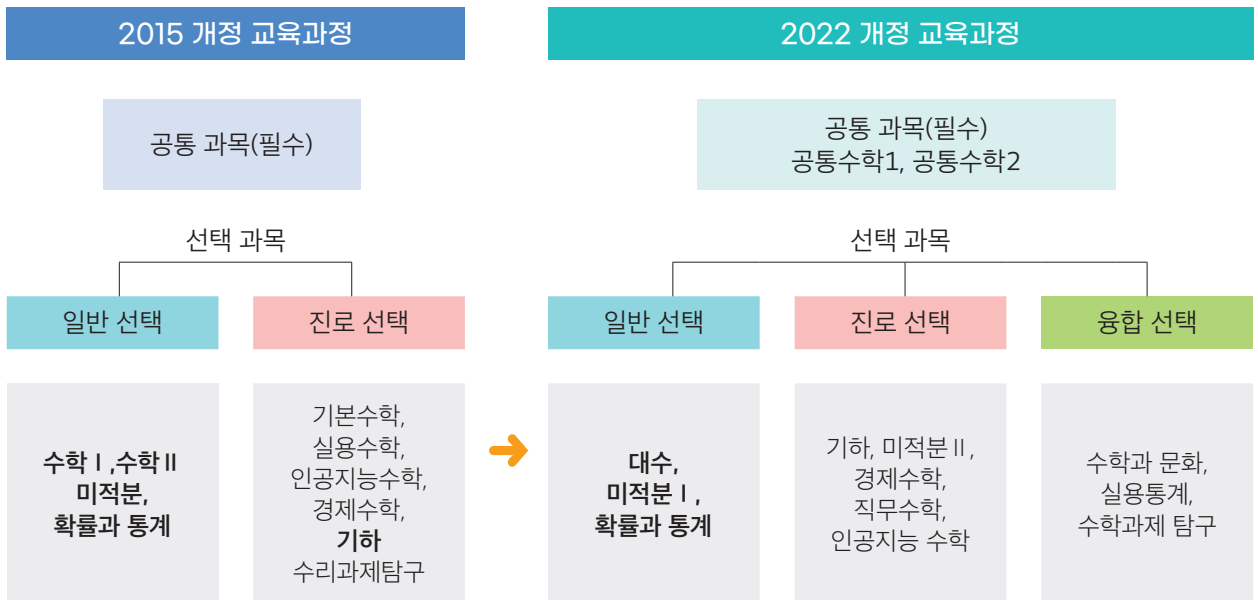 2015 개정 교육과정
공통 과목(필수)
선택 과목
일반 선택
진로 선택
수학Ⅰ,수학Ⅱ
미적분,
확률과 통계
기본수학,
실용수학,
인공지능수학,
경제수학,
기하
수리과제탐구
2022 개정 교육과정
공통 과목(필수)
공통수학1, 공통수학2
선택 과목
일반 선택
진로 선택
융합 선택
대수,
미적분Ⅰ,
확률과 통계
기하, 미적분Ⅱ,
경제수학,
직무수학,
인공지능 수학
수학과 문화,
실용통계,
수학과제 탐구